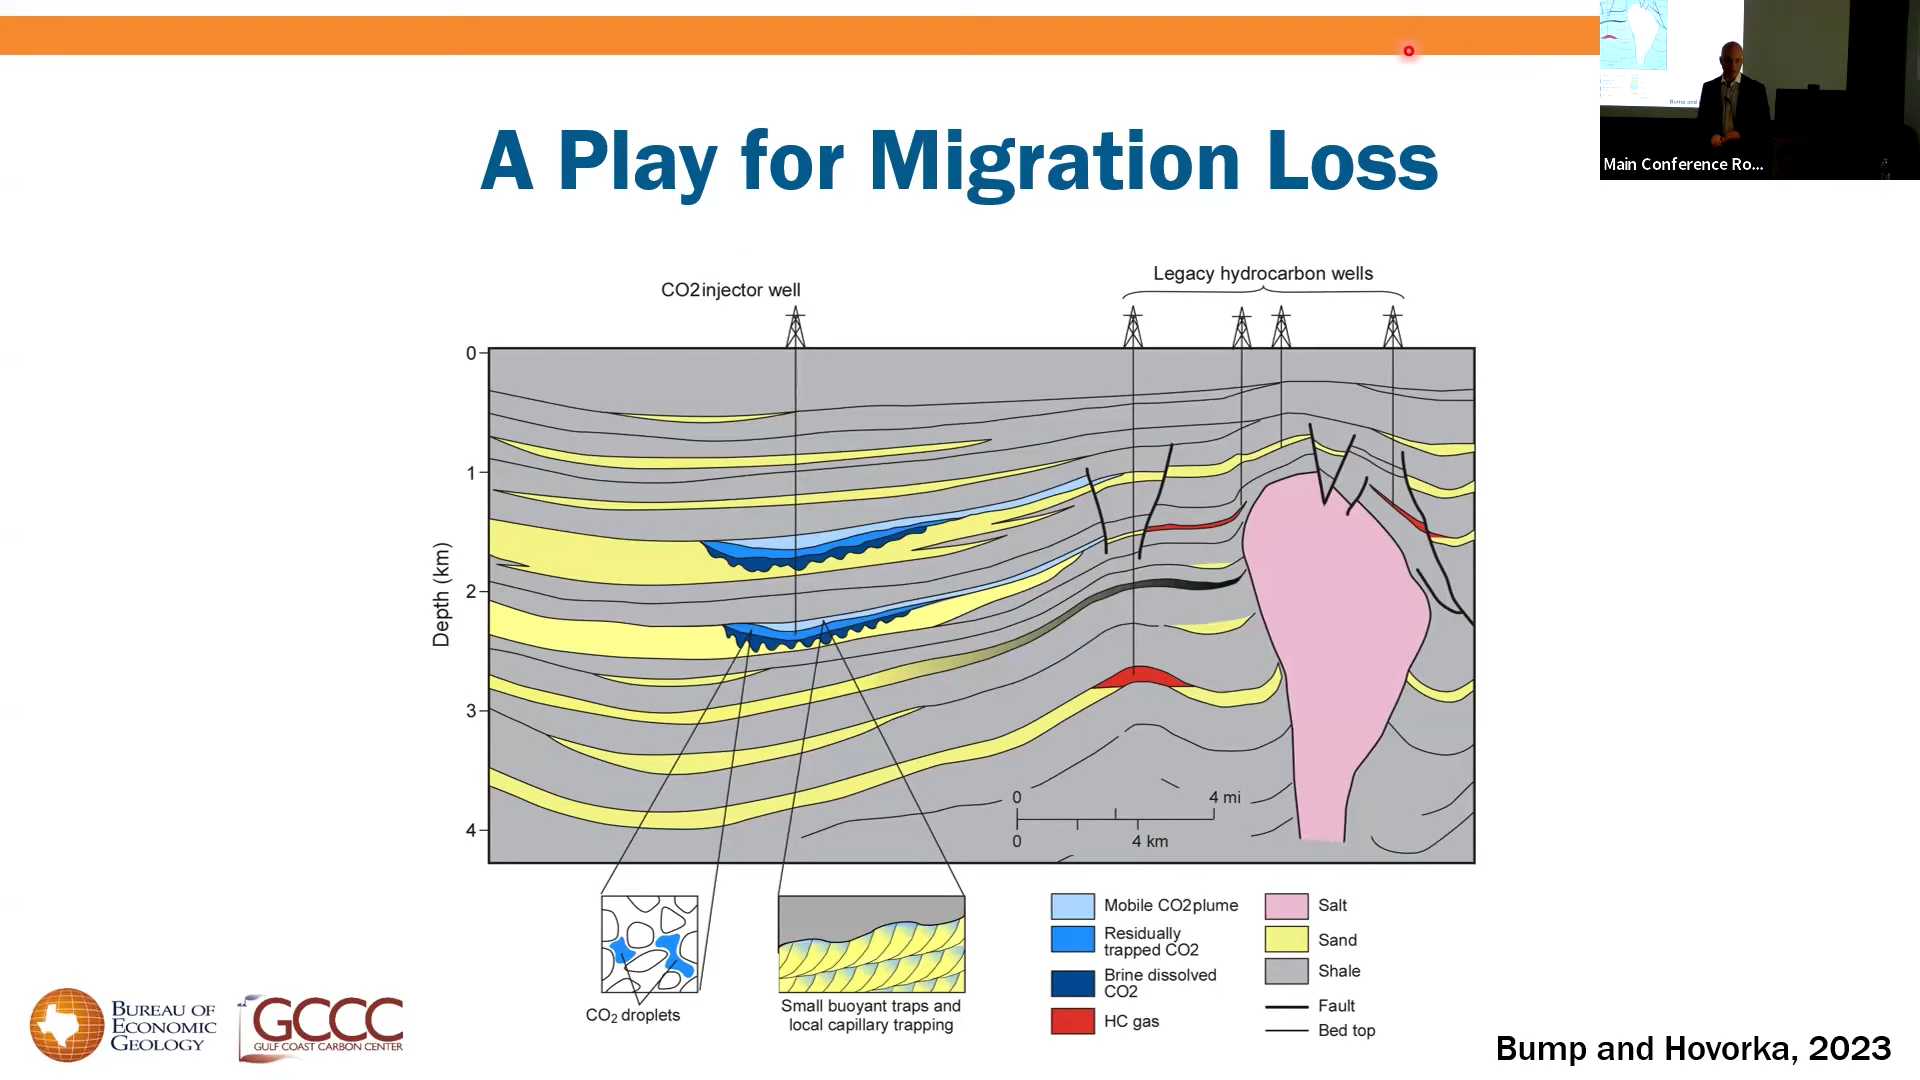 A Play for Migration Loss
Main Conference Ro...
CO2 injector well
Legacy hydrocarbon wells
0
1
2
3
4
Depth (km)
0
4 mi
0
4 km
CO2 droplets
Small buoyant traps and
local capillary trapping
Mobile CO2 plume
Residually
trapped CO2
Brine dissolved
CO2
HC gas
Salt
Sand
Shale
Fault
Bed top
BUREAU OF
ECONOMIC
GEOLOGY
GCCC
GULF COAST CARBON CENTER
Bump and Hovorka, 2023